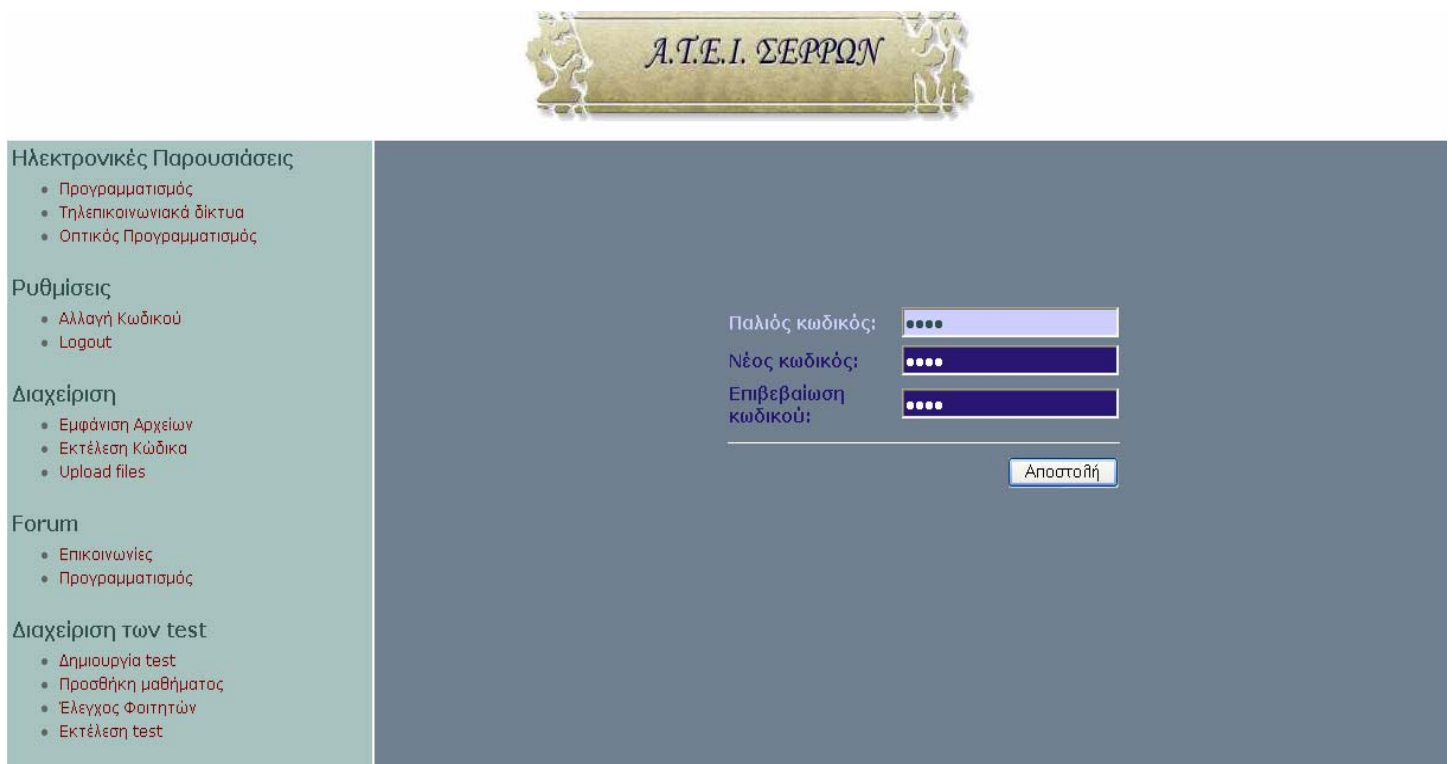 Α.Τ.Ε.Ι. ΣΕΡΡΩΝ
Ηλεκτρονικές Παρουσιάσεις
Προγραμματισμός
Τηλεπικοινωνιακά δίκτυα
Οπτικός Προγραμματισμός
Ρυθμίσεις
Αλλαγή Κωδικού
Logout
Διαχείριση
Εμφάνιση Αρχείων
Εκτέλεση Κώδικα
Upload files
Forum
Επικοινωνίες
Προγραμματισμός
Διαχείριση των test
Δημιουργία test
Προσθήκη μαθήματος
Έλεγχος Φοιτητών
Εκτέλεση test
Παλιός κωδικός:
Νέος κωδικός:
Επιβεβαίωση
κωδικού:
Αποστολή